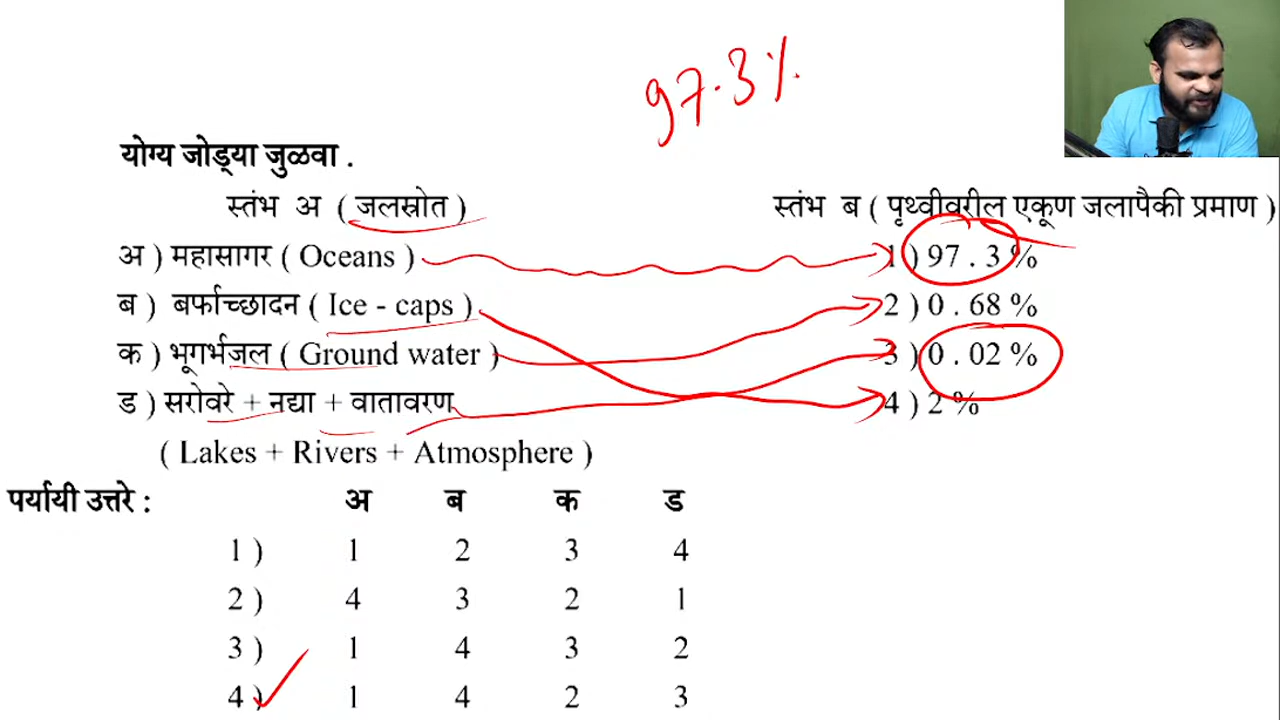 97.3%
योग्य जोड्या जुळवा .
स्तंभ अ ( जलस्रोत ) स्तंभ ब ( पृथ्वीवरील एकूण जलापैकी प्रमाण )
अ ) महासागर ( Oceans ) 1 ) 97 . 3 %
ब ) बर्फाच्छादन ( Ice - caps ) 2 ) 0 . 68 %
क ) भूगर्भजल ( Ground water ) 3 ) 0 . 02 %
ड ) सरोवरे + नद्या + वातावरण 4 ) 2 %
( Lakes + Rivers + Atmosphere )
पर्यायी उत्तरे : अ ब क ड
1 ) 1 2 3 4
2 ) 4 3 2 1
3 ) 1 4 3 2
4 ) 1 4 2 3